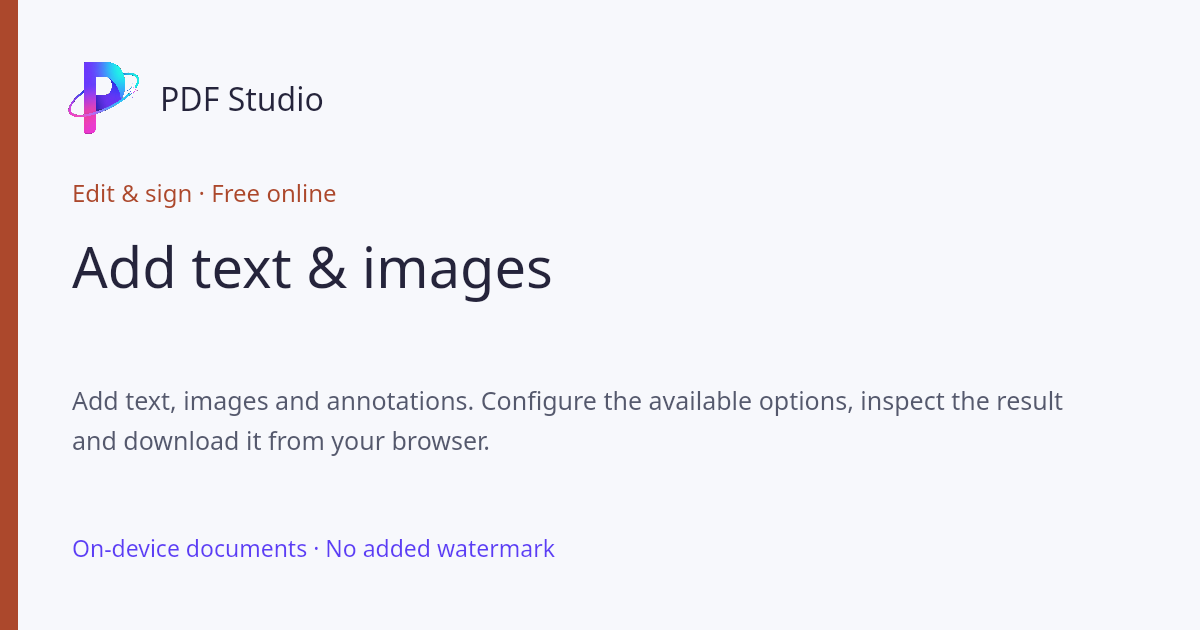 PDF Studio
Edit & sign · Free online
Add text & images
Add text, images and annotations. Configure the available options, inspect the result
and download it from your browser.
On-device documents · No added watermark